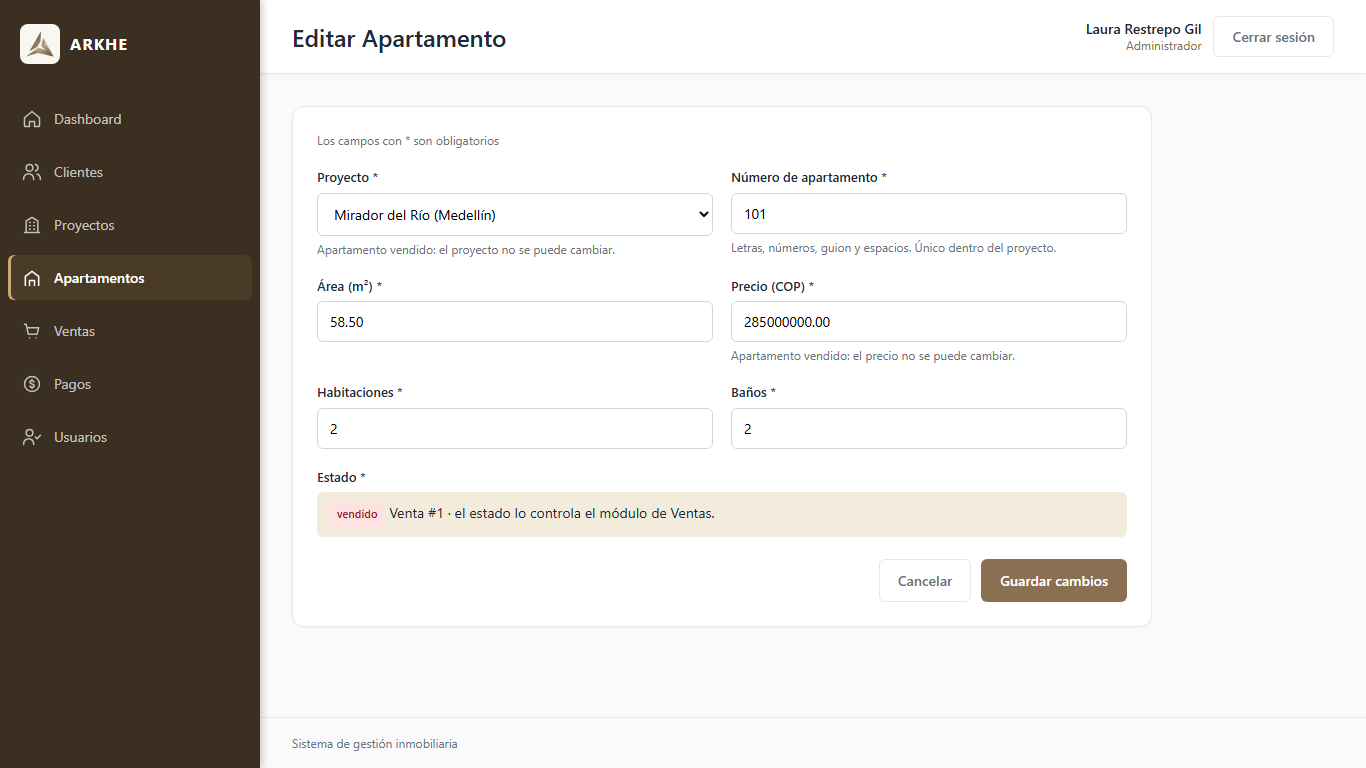 ARKHE
Dashboard
Clientes
Proyectos
Apartamentos
Ventas
Pagos
Usuarios
Editar Apartamento
Laura Restrepo Gil
Administrador
Cerrar sesión
Los campos con * son obligatorios
Proyecto *
Mirador del Río (Medellín)
Apartamento vendido: el proyecto no se puede cambiar.
Número de apartamento *
101
Letras, números, guion y espacios. Único dentro del proyecto.
Área (m²) *
58.50
Precio (COP) *
285000000.00
Apartamento vendido: el precio no se puede cambiar.
Habitaciones *
2
Baños *
2
Estado *
vendido Venta #1 · el estado lo controla el módulo de Ventas.
Cancelar
Guardar cambios
Sistema de gestión inmobiliaria